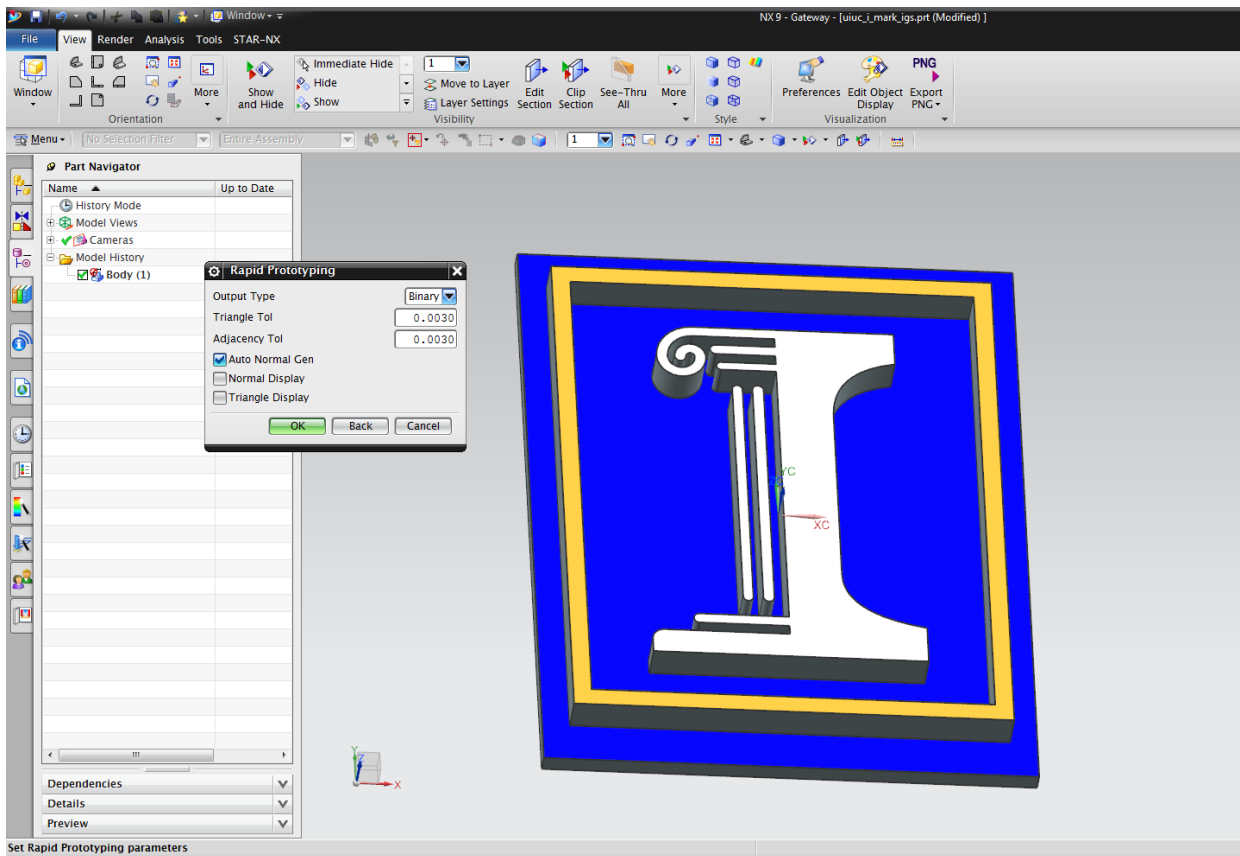 Window
NX 9 - Gateway - [uiuc_i_mark_igs.prt (Modified) ]
File View Render Analysis Tools STAR-NX
Window
More
Orientation
Show and Hide
Immediate Hide
Hide
Show
1
Move to Layer
Layer Settings
Edit Section
Clip Section
See-Thru All
More
Visibility
Style
Preferences
Edit Object Display
PNG
Export PNG
Visualization
Menu
No Selection Filter
Entire Assembly
1
Part Navigator
Name
Up to Date
History Mode
Model Views
Cameras
Model History
Body (1)
Rapid Prototyping
Output Type Binary
Triangle Tol 0.0030
Adjacency Tol 0.0030
Auto Normal Gen
Normal Display
Triangle Display
OK Back Cancel
YC
XC
Y
Z
X
Dependencies
Details
Preview
Set Rapid Prototyping parameters